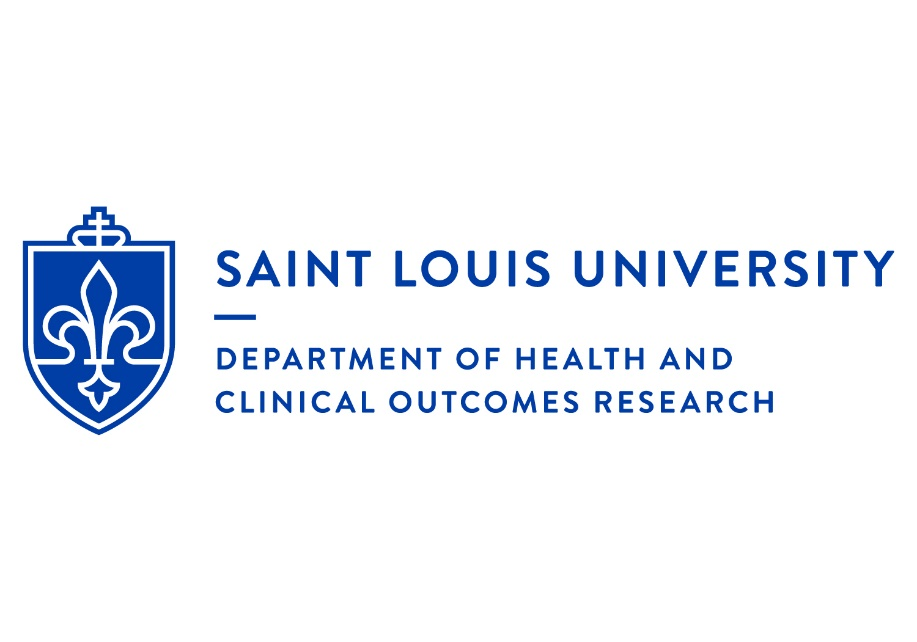 SAINT LOUIS UNIVERSITY
DEPARTMENT OF HEALTH AND
CLINICAL OUTCOMES RESEARCH